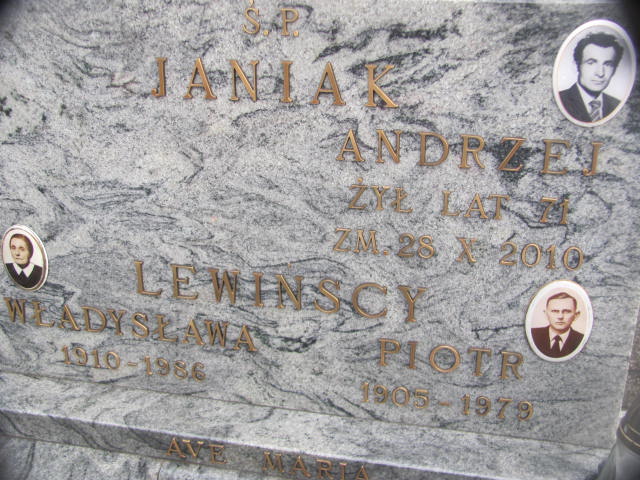 Ś.P.
JANIAK
ANDRZEJ
ŻYŁ LAT 71
ZM. 28 X 2010
LEWINSCY
WŁADYSŁAWA
1910-1986
PIOTR
1905-1979
AVE MARIA